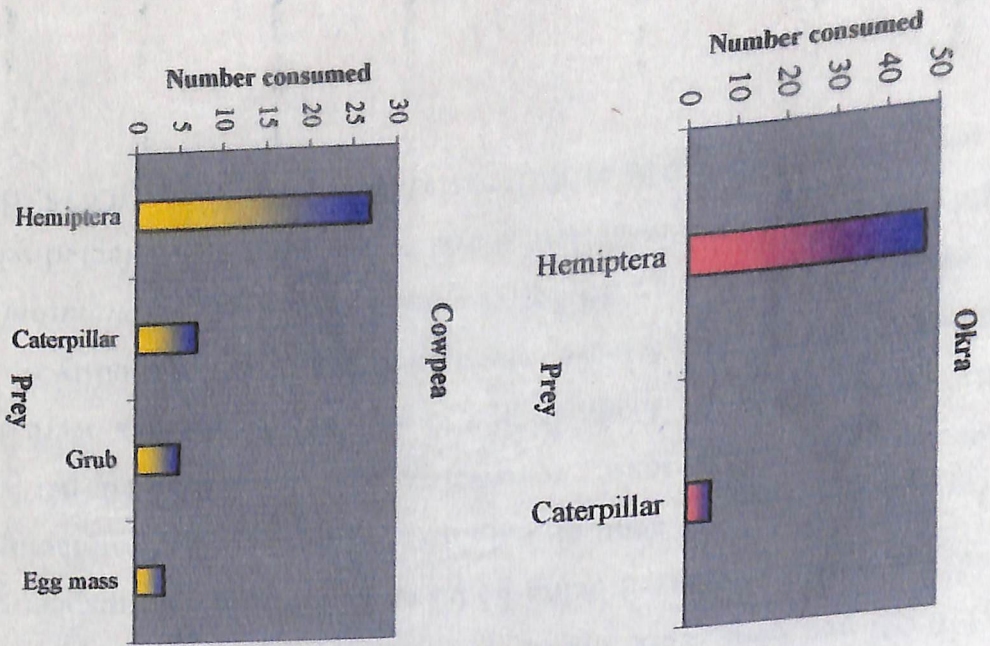 Okra
Number consumed
50
40
30
20
10
0
Hemiptera
Caterpillar
Prey
Cowpea
Number consumed
30
25
20
15
10
5
0
Hemiptera
Caterpillar
Grub
Egg mass
Prey